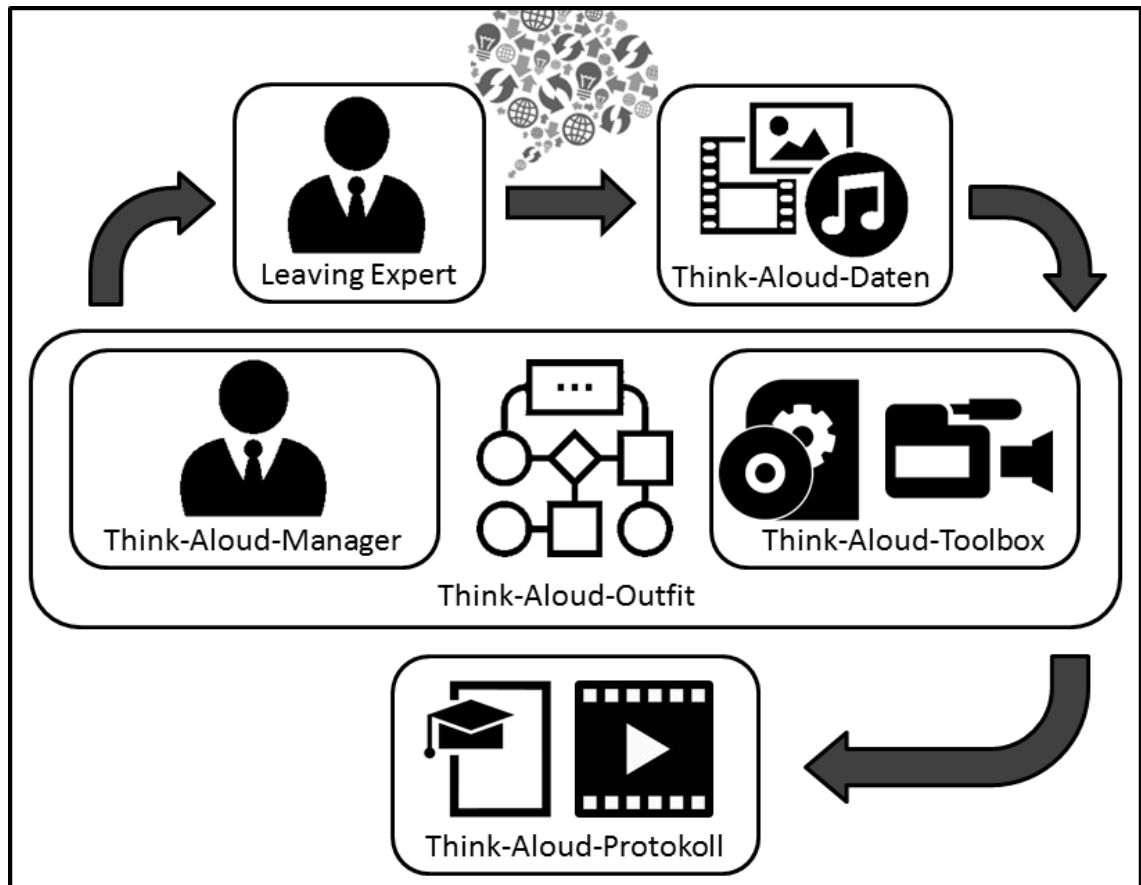 Leaving Expert
Think-Aloud-Daten
...
Think-Aloud-Manager
Think-Aloud-Toolbox
Think-Aloud-Outfit
Think-Aloud-Protokoll